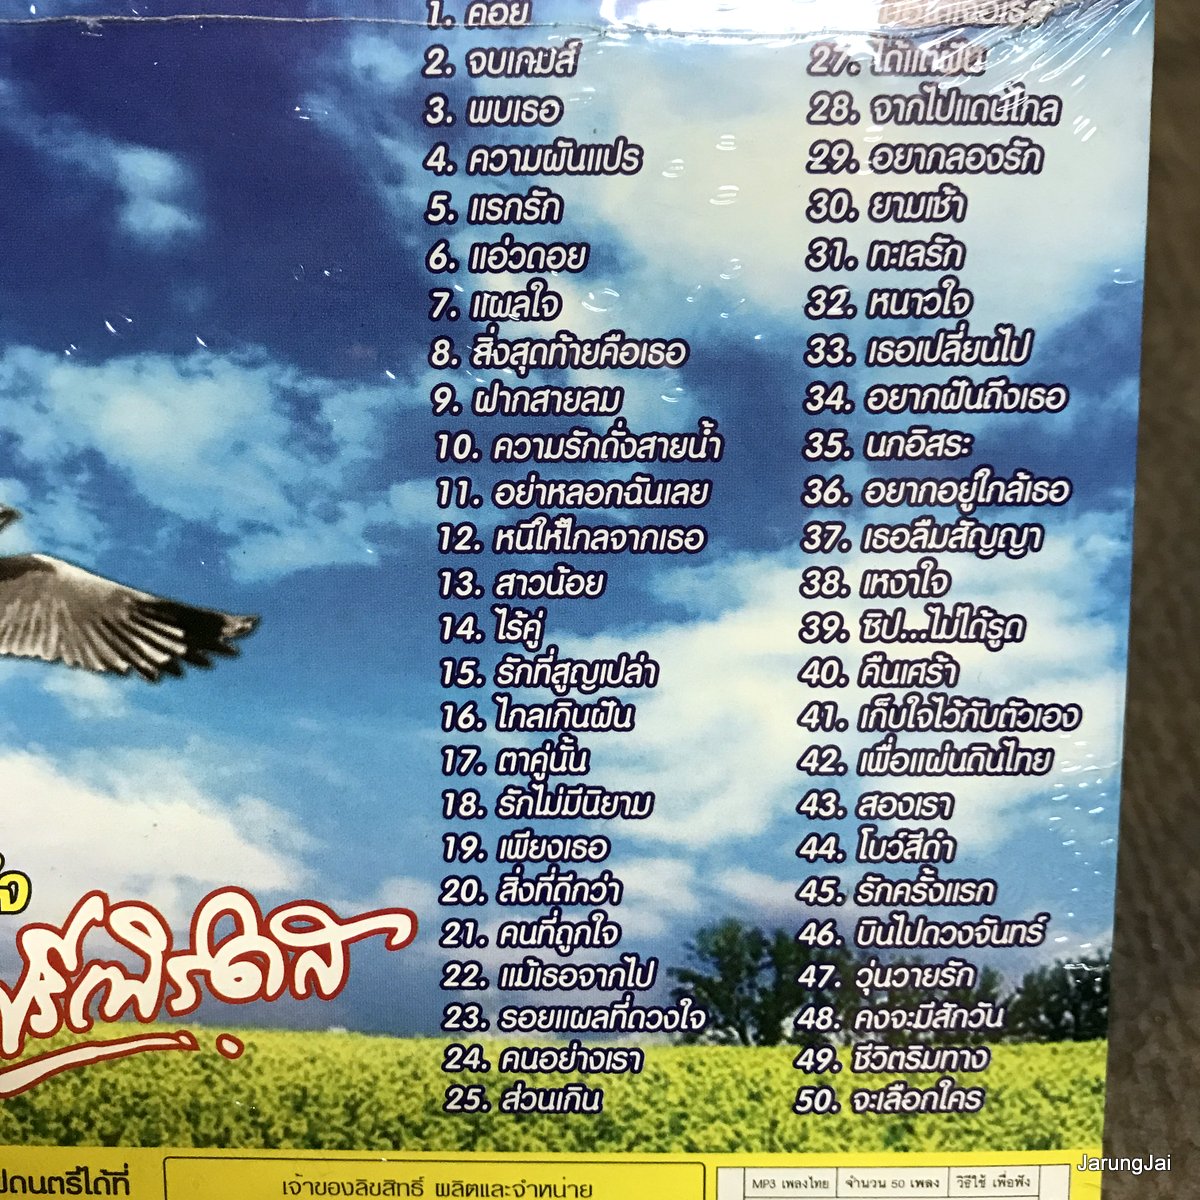 1. คอย
2. จบเกมส์
3. พบเธอ
4. ความผันแปร
5. แรกรัก
6. แอ่วดอย
7. แผลใจ
8. สิ่งสุดท้ายคือเธอ
9. ฝากสายลม
10. ความรักดั่งสายน้ำ
11. อย่าหลอกฉันเลย
12. หนีให้ไกลจากเธอ
13. สาวน้อย
14. ไร้คู่
15. รักที่สูญเปล่า
16. ไกลเกินฝัน
17. ตาคู่นั้น
18. รักไม่มีนิยาม
19. เพียงเธอ
20. สิ่งที่ดีกว่า
21. คนที่ถูกใจ
22. แม้เธอจากไป
23. รอยแผลที่ดวงใจ
24. คนอย่างเรา
25. ส่วนเกิน
27. ได้แต่ฝัน
28. จากไปแดนไกล
29. อยากลองรัก
30. ยามเช้า
31. ทะเลรัก
32. หนาวใจ
33. เธอเปลี่ยนไป
34. อยากฝันถึงเธอ
35. นกอิสระ
36. อยากอยู่ใกล้เธอ
37. เธอลืมสัญญา
38. เหงาใจ
39. ซิป...ไม่ได้รูด
40. คืนเศร้า
41. เก็บใจไว้กับตัวเอง
42. เพื่อแผ่นดินไทย
43. สองเรา
44. โบว์สีดำ
45. รักครั้งแรก
46. บินไปดวงจันทร์
47. วุ่นวายรัก
48. คงจะมีสักวัน
49. ชีวิตริมทาง
50. จะเลือกใคร
ดนตรีได้ที่
เจ้าของลิขสิทธิ์ ผลิตและจำหน่าย
MP3 เพลงไทย จำนวน 50 เพลง วิธีใช้ เพื่อฟัง
JarungJai